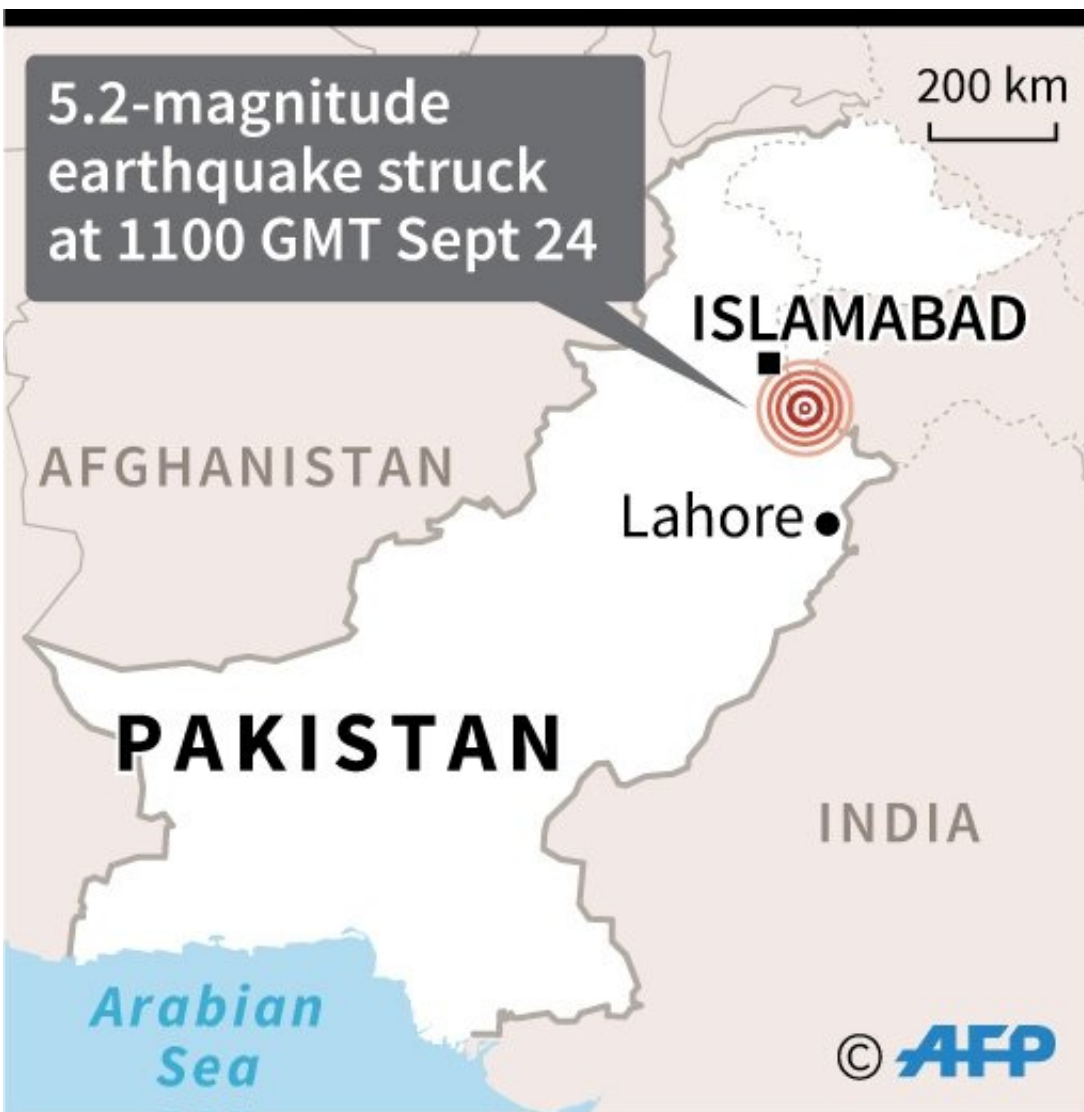 5.2-magnitude
earthquake struck
at 1100 GMT Sept 24
200 km
ISLAMABAD
AFGHANISTAN
Lahore
PAKISTAN
INDIA
Arabian
Sea
© AFP